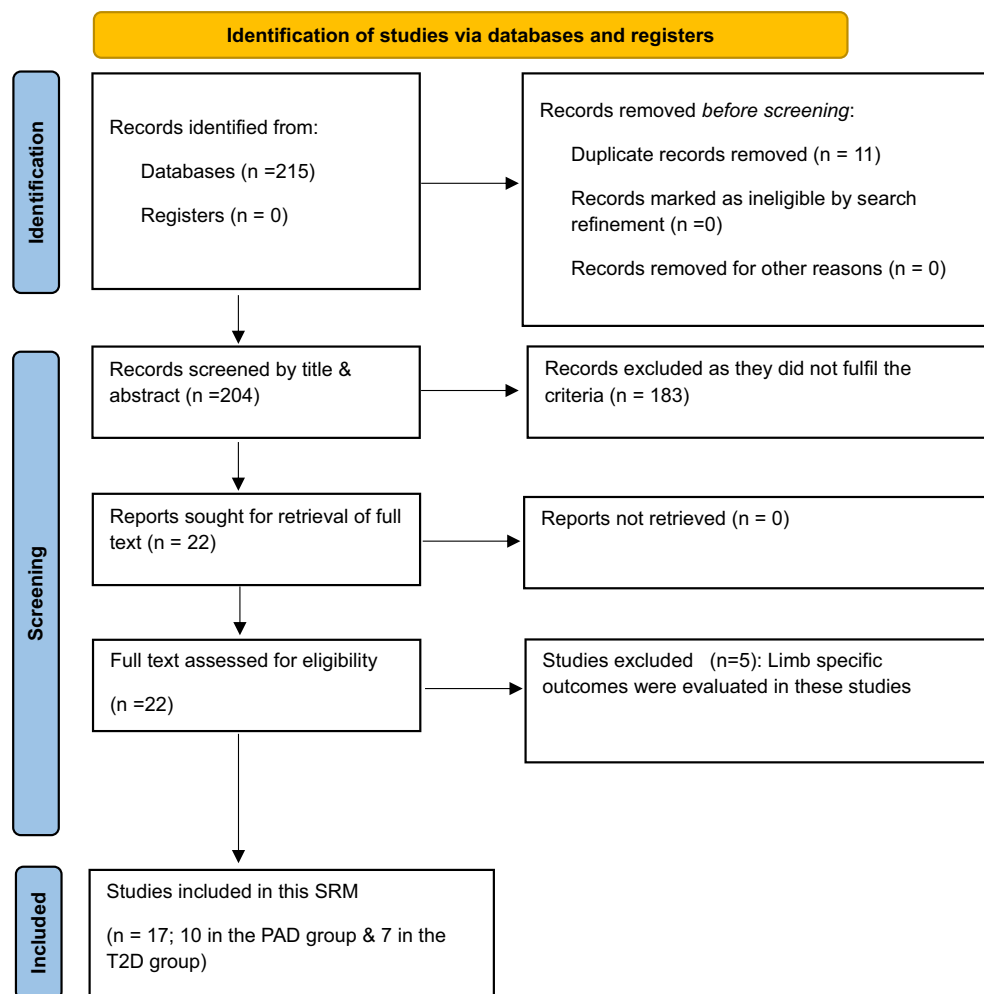 Identification of studies via databases and registers
Identification
Records identified from:
Databases (n =215)
Registers (n = 0)
Records removed before screening:
Duplicate records removed (n = 11)
Records marked as ineligible by search
refinement (n =0)
Records removed for other reasons (n = 0)
Screening
Records screened by title &
abstract (n =204)
Records excluded as they did not fulfil the
criteria (n = 183)
Reports sought for retrieval of full
text (n = 22)
Reports not retrieved (n = 0)
Full text assessed for eligibility
(n =22)
Studies excluded (n=5): Limb specific
outcomes were evaluated in these studies
Included
Studies included in this SRM
(n = 17; 10 in the PAD group & 7 in the
T2D group)